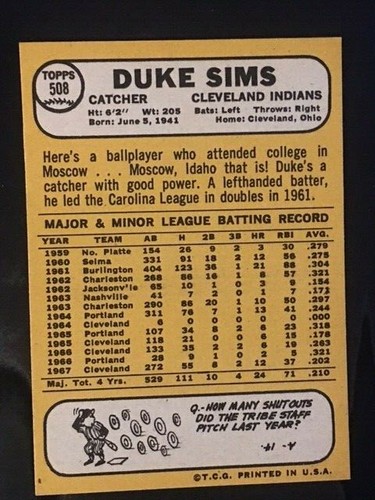 TOPPS
508
DUKE SIMS
CATCHER CLEVELAND INDIANS
Ht: 6'2" Wt: 205 Bats: Left Throws: Right
Born: June 5, 1941 Home: Cleveland, Ohio
Here's a ballplayer who attended college in
Moscow . . . Moscow, Idaho that is! Duke's a
catcher with good power. A lefthanded batter,
he led the Carolina League in doubles in 1961.
MAJOR & MINOR LEAGUE BATTING RECORD
YEAR TEAM AB H 2B 3B HR RBI AVG.
1959 No. Platte 154 26 9 2 3 30 .279
1960 Selma 331 91 18 2 12 56 .275
1961 Burlington 404 123 36 1 21 88 .304
1962 Charleston 268 86 16 1 8 57 .321
1962 Jacksonv'le 65 10 1 0 3 9 .154
1963 Nashville 41 7 2 0 1 7 .173
1963 Charleston 290 86 20 1 10 50 .297
1964 Portland 311 76 7 1 13 41 .244
1964 Cleveland 6 0 0 0 0 0 .000
1965 Portland 107 34 8 2 6 23 .318
1965 Cleveland 118 21 0 0 6 15 .178
1966 Cleveland 133 35 2 2 6 19 .263
1966 Portland 28 9 1 0 2 5 .321
1967 Cleveland 272 55 8 2 12 37 .202
Maj. Tot. 4 Yrs. 529 111 10 4 24 71 .210
Q.-HOW MANY SHUTOUTS
DID THE TRIBE STAFF
PITCH LAST YEAR?
A.- 14.
©T.C.G. PRINTED IN U.S.A.